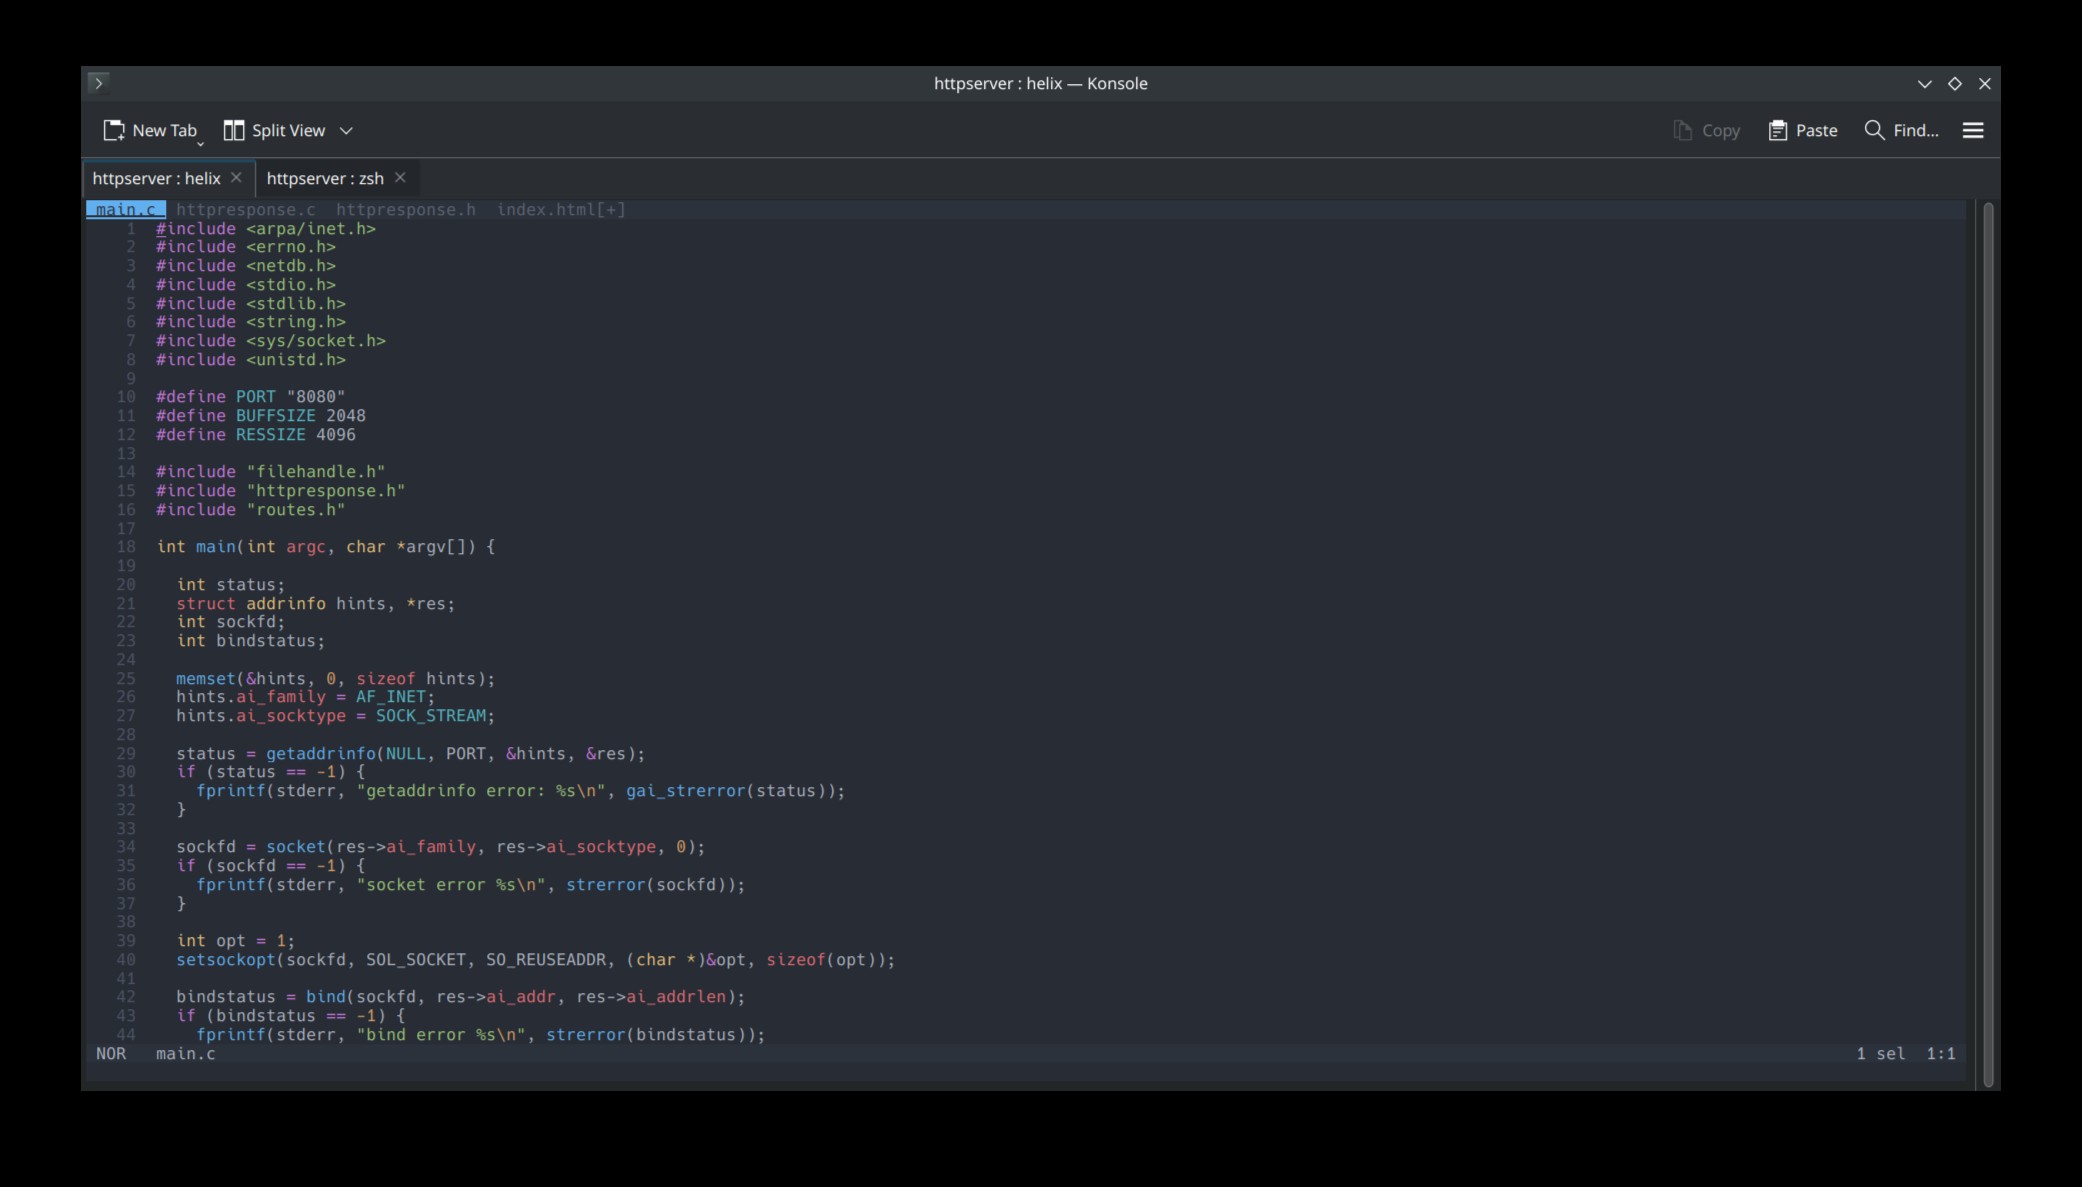 httpserver : helix — Konsole
New Tab Split View Copy Paste Find...
httpserver : helix httpserver : zsh
main.c httpresponse.c httpresponse.h index.html[+]
1 #include <arpa/inet.h>
2 #include <errno.h>
3 #include <netdb.h>
4 #include <stdio.h>
5 #include <stdlib.h>
6 #include <string.h>
7 #include <sys/socket.h>
8 #include <unistd.h>
9
10 #define PORT "8080"
11 #define BUFFSIZE 2048
12 #define RESSIZE 4096
13
14 #include "filehandle.h"
15 #include "httpresponse.h"
16 #include "routes.h"
17
18 int main(int argc, char *argv[]) {
19
20 int status;
21 struct addrinfo hints, *res;
22 int sockfd;
23 int bindstatus;
24
25 memset(&hints, 0, sizeof hints);
26 hints.ai_family = AF_INET;
27 hints.ai_socktype = SOCK_STREAM;
28
29 status = getaddrinfo(NULL, PORT, &hints, &res);
30 if (status == -1) {
31 fprintf(stderr, "getaddrinfo error: %s\n", gai_strerror(status));
32 }
33
34 sockfd = socket(res->ai_family, res->ai_socktype, 0);
35 if (sockfd == -1) {
36 fprintf(stderr, "socket error %s\n", strerror(sockfd));
37 }
38
39 int opt = 1;
40 setsockopt(sockfd, SOL_SOCKET, SO_REUSEADDR, (char *)&opt, sizeof(opt));
41
42 bindstatus = bind(sockfd, res->ai_addr, res->ai_addrlen);
43 if (bindstatus == -1) {
44 fprintf(stderr, "bind error %s\n", strerror(bindstatus));
NOR main.c 1 sel 1:1